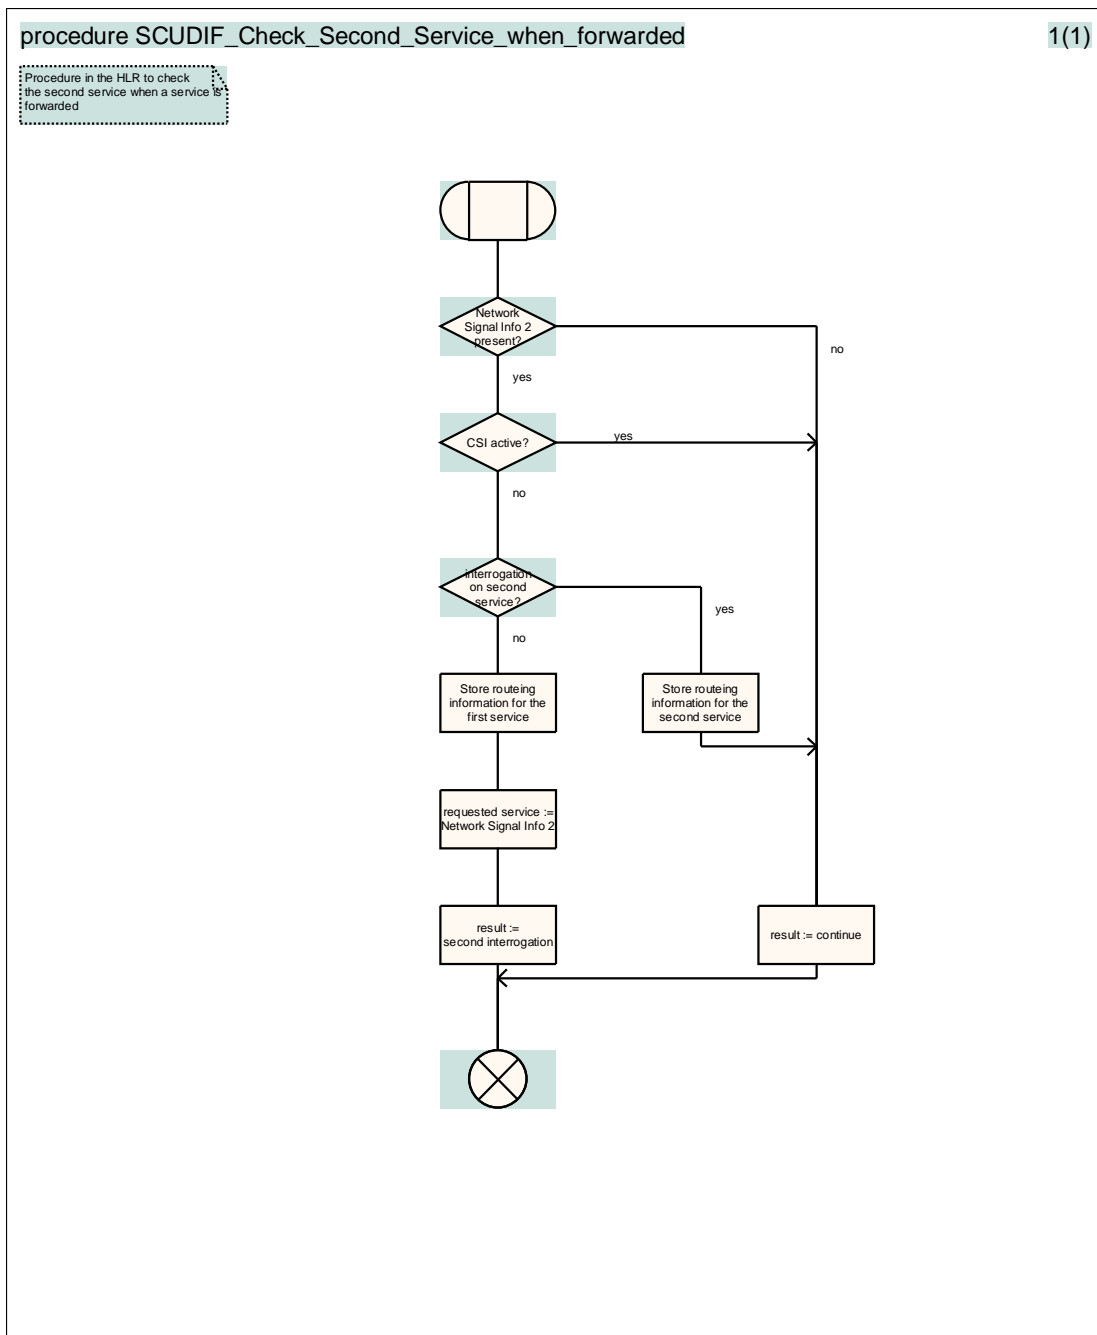 procedure SCUDIF_Check_Second_Service_when_forwarded
1(1)
Procedure in the HLR to check
the second service when a service is
forwarded
Network
Signal Info 2
present?
no
yes
CSI active?
yes
no
interrogation
on second
service?
yes
no
Store routeing
information for the
first service
Store routeing
information for the
second service
requested service :=
Network Signal Info 2
result :=
second interrogation
result := continue